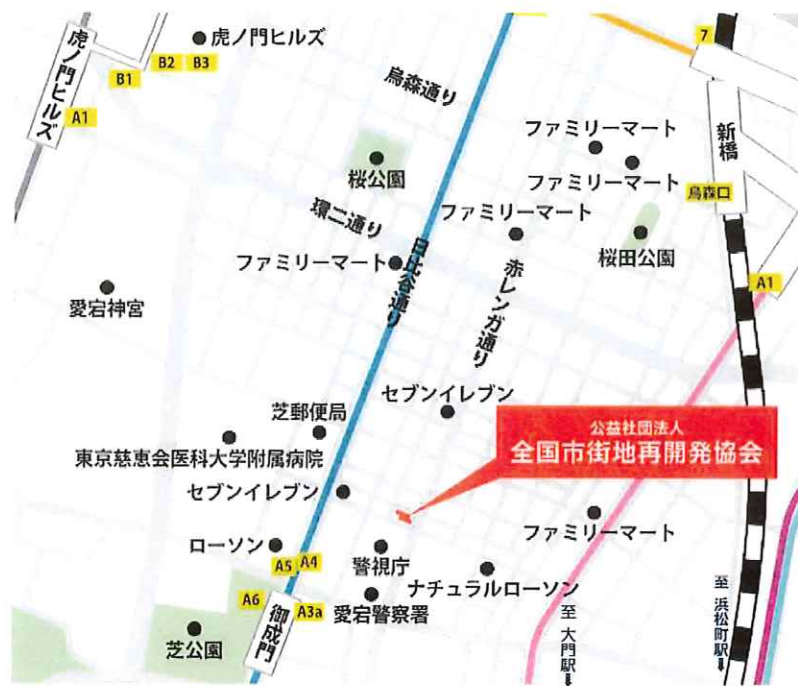 虎ノ門ヒルズ
B2
B3
B1
虎ノ門ヒルズ
A1
7
烏森通り
ファミリーマート
新橋
桜公園
ファミリーマート
烏森口
環二通り
ファミリーマート
日比谷通り
ファミリーマート
桜田公園
赤レンガ通り
A1
愛宕神宮
セブンイレブン
芝郵便局
公益社団法人
全国市街地再開発協会
東京慈恵会医科大学附属病院
セブンイレブン
ファミリーマート
ローソン
A5
A4
警視庁
ナチュラルローソン
A6
A3a
愛宕警察署
御成門
芝公園
至 大門駅
至 浜松町駅